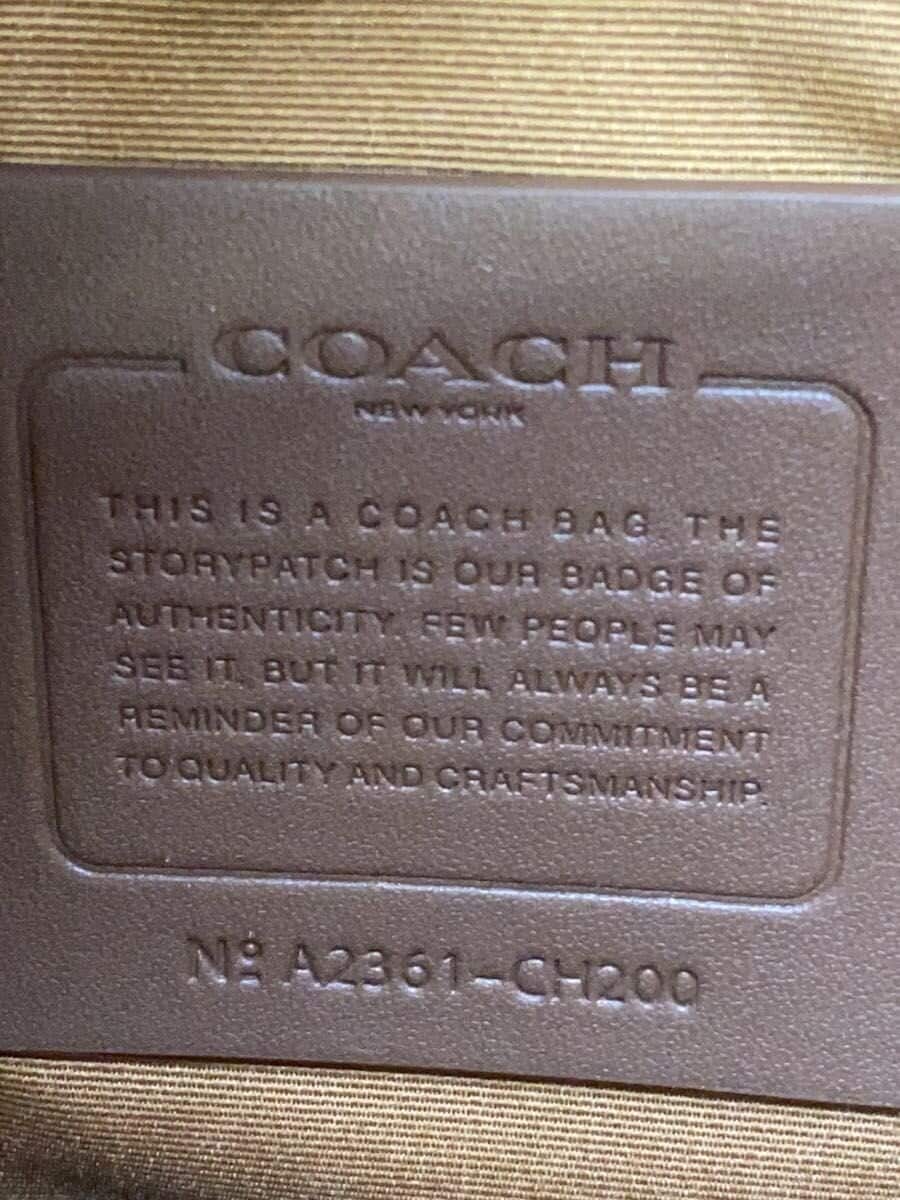 COACH
NEW YORK
THIS IS A COACH BAG. THE
STORYPATCH IS OUR BADGE OF
AUTHENTICITY. FEW PEOPLE MAY
SEE IT, BUT IT WILL ALWAYS BE A
REMINDER OF OUR COMMITMENT
TO QUALITY AND CRAFTSMANSHIP.
Nº A2361-CH200